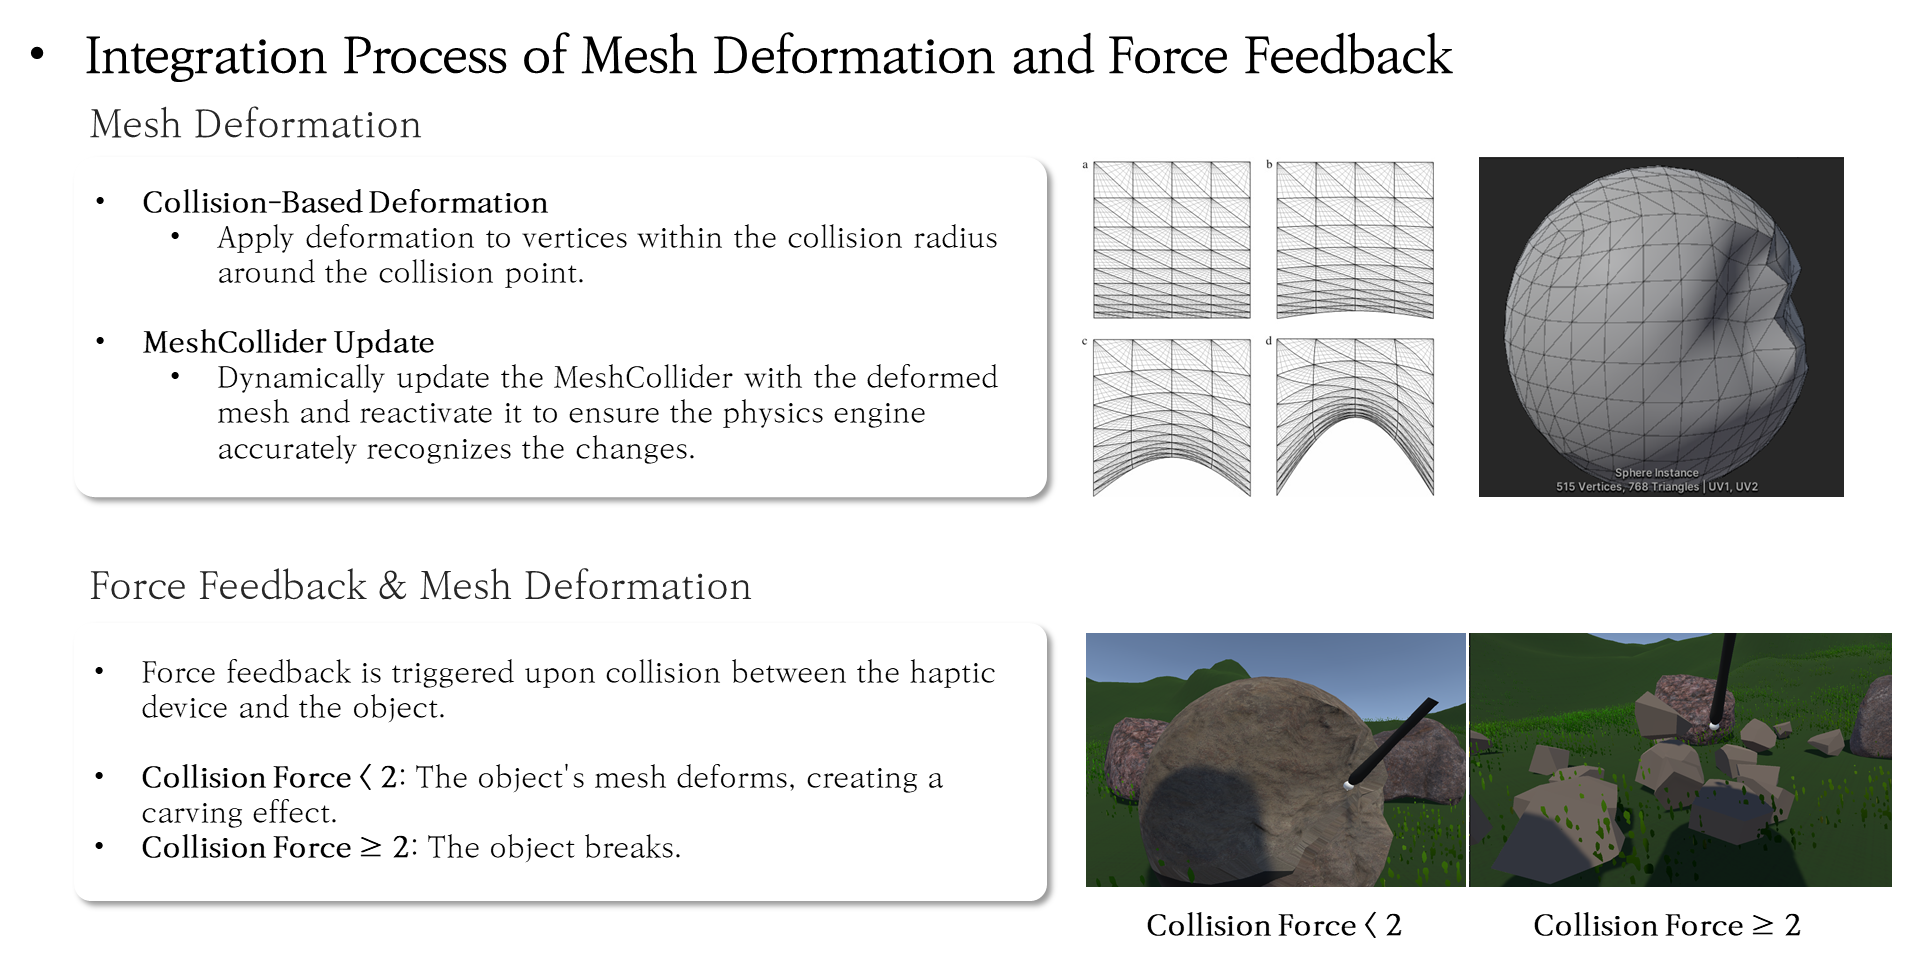 • Integration Process of Mesh Deformation and Force Feedback
Mesh Deformation
• Collision-Based Deformation
• Apply deformation to vertices within the collision radius
around the collision point.
• MeshCollider Update
• Dynamically update the MeshCollider with the deformed
mesh and reactivate it to ensure the physics engine
accurately recognizes the changes.
a
b
c
d
Sphere Instance
515 Vertices, 768 Triangles | UV1, UV2
Force Feedback & Mesh Deformation
• Force feedback is triggered upon collision between the haptic
device and the object.
• Collision Force < 2: The object's mesh deforms, creating a
carving effect.
• Collision Force ≥ 2: The object breaks.
Collision Force < 2
Collision Force ≥ 2